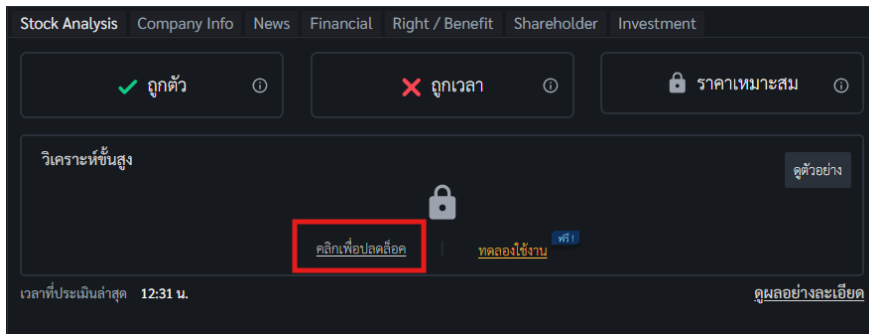 Stock Analysis Company Info News Financial Right / Benefit Shareholder Investment
ถูกตัว ถูกเวลา ราคาเหมาะสม
วิเคราะห์ขั้นสูง
ดูตัวอย่าง
ฟรี !
คลิกเพื่อปลดล็อค ทดลองใช้งาน
เวลาที่ประเมินล่าสุด 12:31 น. ดูผลอย่างละเอียด